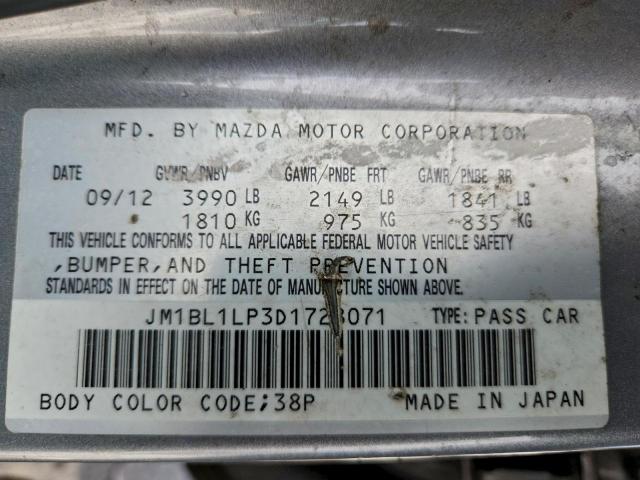 MFD. BY MAZDA MOTOR CORPORATION
DATE GVWR/PNBV GAWR/PNBE FRT GAWR/PNBE RR
09/12 3990 LB 2149 LB 1841 LB
1810 KG 975 KG 835 KG
THIS VEHICLE CONFORMS TO ALL APPLICABLE FEDERAL MOTOR VEHICLE SAFETY
,BUMPER,AND THEFT PREVENTION
STANDARDS IN EFFECT ON THE DATE OF MANUFACTURE SHOWN ABOVE.
JM1BL1LP3D1728071 TYPE: PASS CAR
BODY COLOR CODE;38P MADE IN JAPAN